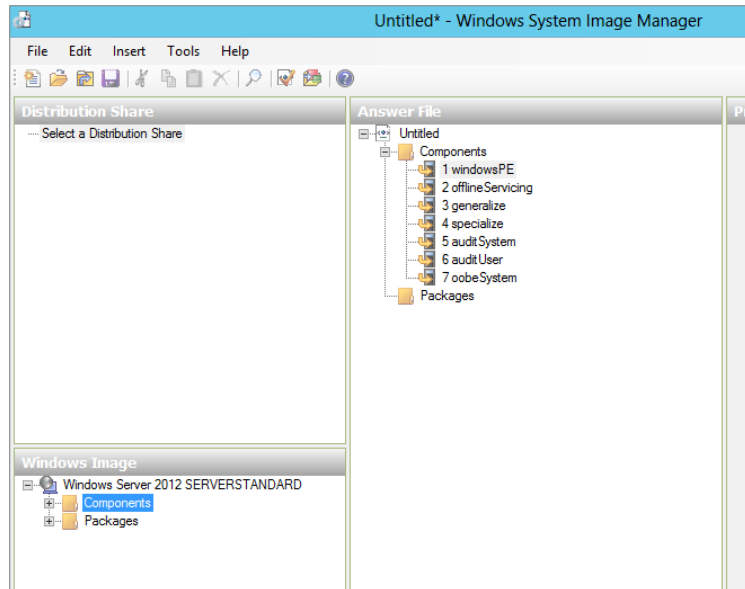 Untitled* - Windows System Image Manager
File Edit Insert Tools Help
Distribution Share
Select a Distribution Share
Answer File
Untitled
Components
1 windowsPE
2 offlineServicing
3 generalize
4 specialize
5 auditSystem
6 auditUser
7 oobeSystem
Packages
Windows Image
Windows Server 2012 SERVERSTANDARD
Components
Packages